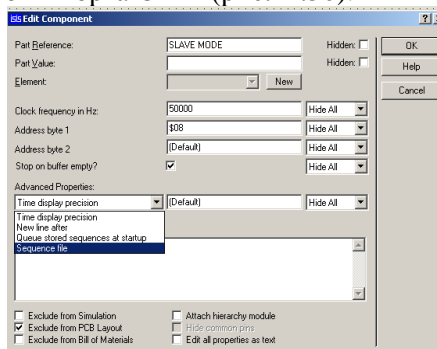 ISIS Edit Component
Part Reference: SLAVE MODE Hidden: OK
Part Value: Hidden: Help
Element: New Cancel
Clock frequency in Hz: 50000 Hide All
Address byte 1 $08 Hide All
Address byte 2 (Default) Hide All
Stop on buffer empty? Hide All
Advanced Properties:
Time display precision (Default) Hide All
Time display precision
New line after
Queue stored sequences at startup
Sequence file
Exclude from Simulation Attach hierarchy module
Exclude from PCB Layout Hide common pins
Exclude from Bill of Materials Edit all properties as text